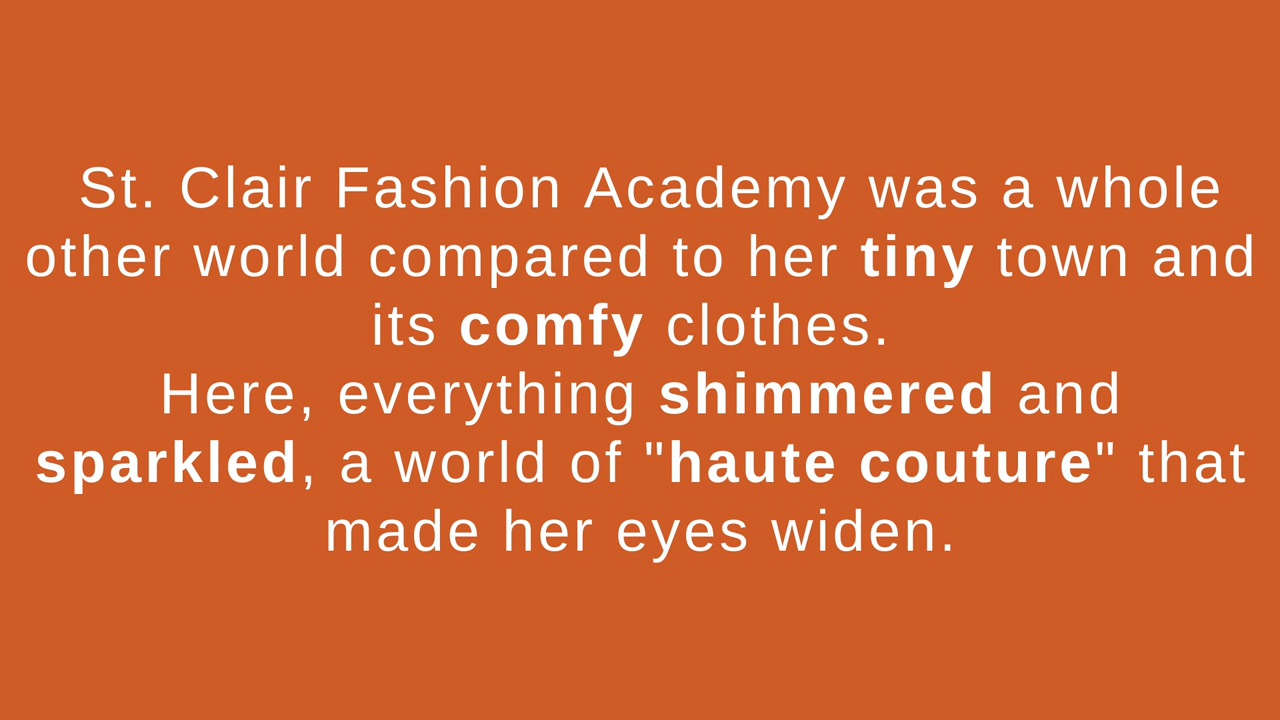 St. Clair Fashion Academy was a whole
other world compared to her tiny town and
its comfy clothes.
Here, everything shimmered and
sparkled, a world of "haute couture" that
made her eyes widen.